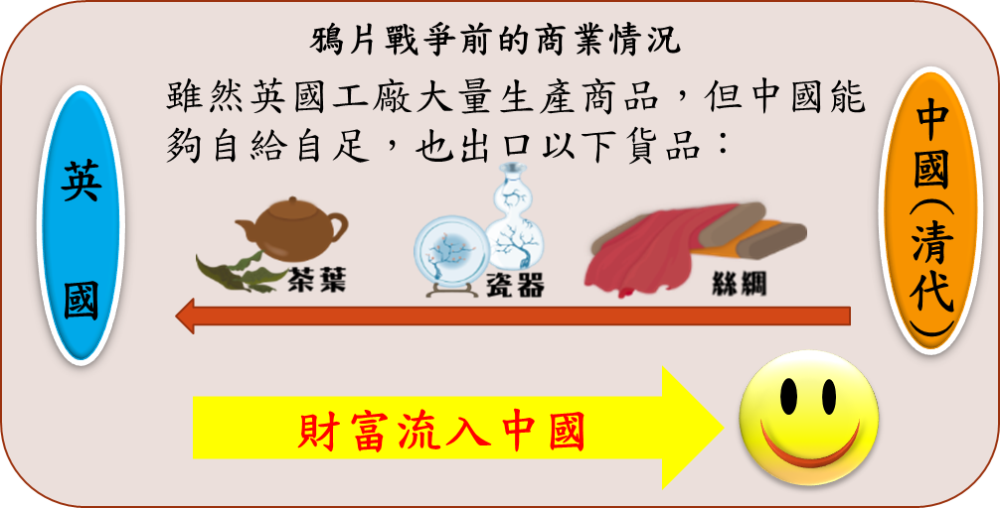 鴉片戰爭前的商業情況
雖然英國工廠大量生產商品，但中國能
夠自給自足，也出口以下貨品：
英國
中國(清代)
茶葉
瓷器
絲綢
財富流入中國